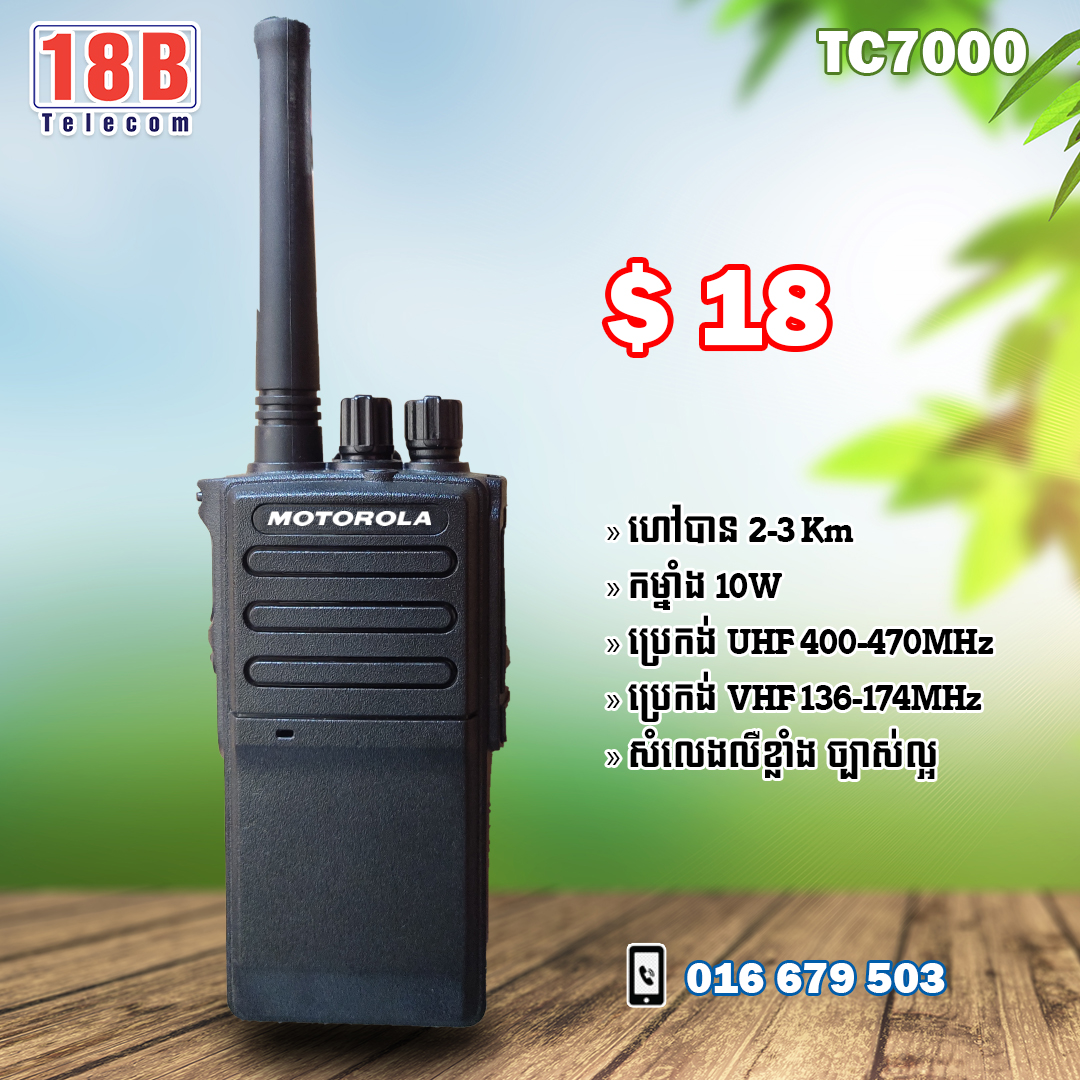 18B
Telecom
TC7000
$ 18
MOTOROLA
» ហៅបាន 2-3 Km
» កម្លាំង 10W
» ប្រេកង់ UHF 400-470MHz
» ប្រេកង់ VHF 136-174MHz
» សំលេងលឺខ្លាំង ច្បាស់ល្អ
016 679 503